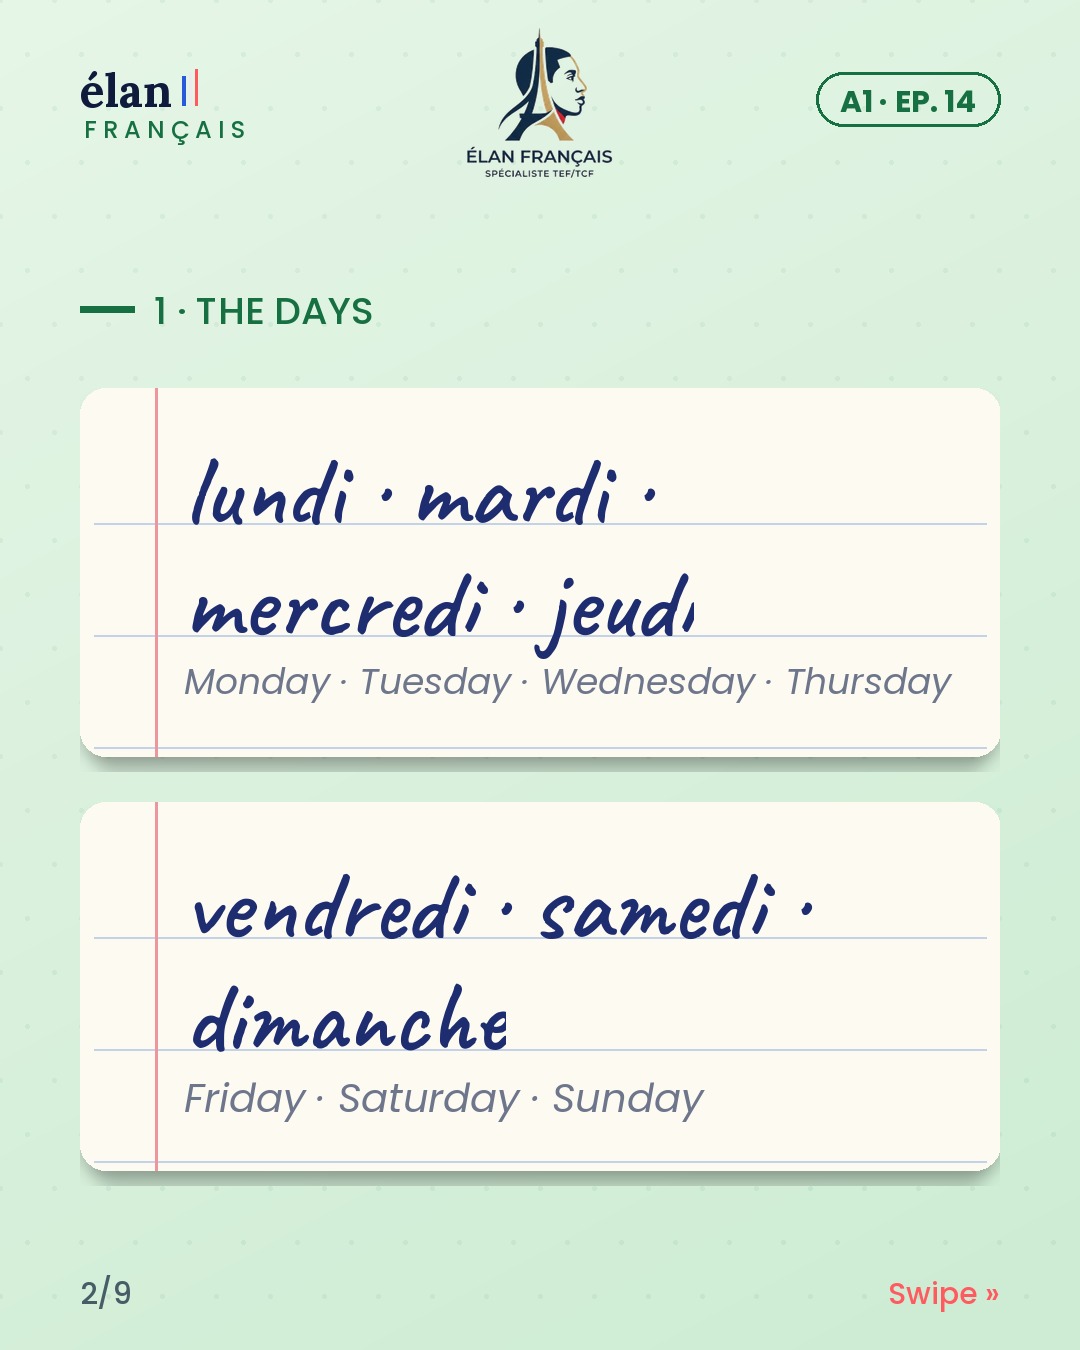 élan
FRANÇAIS
ÉLAN FRANÇAIS
SPÉCIALISTE TEF/TCF
A1 · EP. 14
1 · THE DAYS
lundi · mardi ·
mercredi · jeudi
Monday · Tuesday · Wednesday · Thursday
vendredi · samedi ·
dimanche
Friday · Saturday · Sunday
2/9
Swipe »